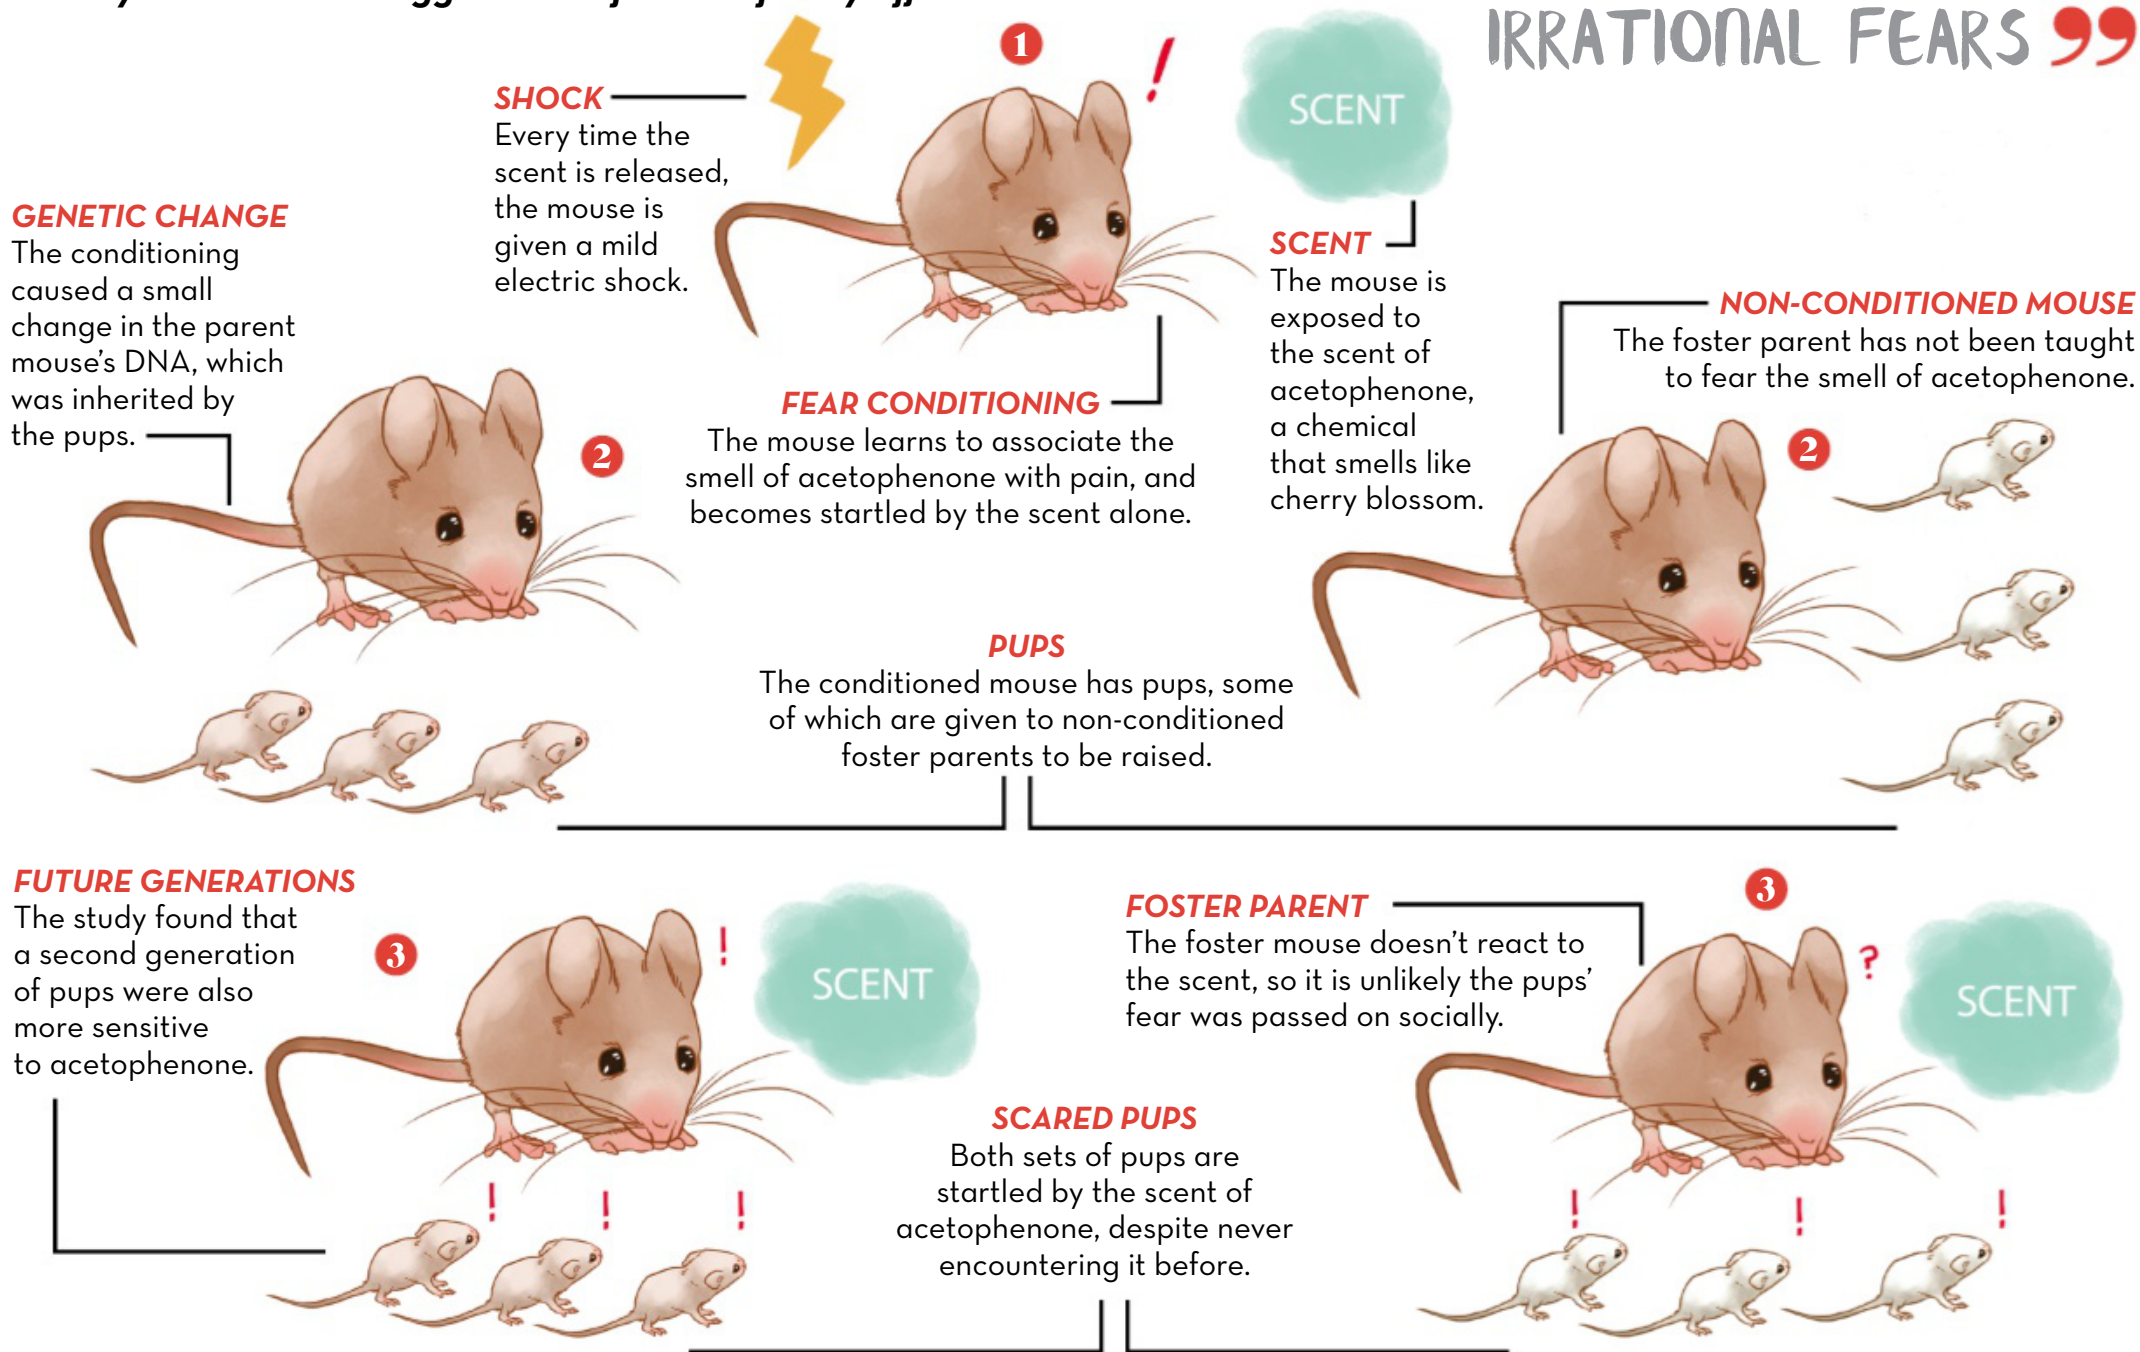 IRRATIONAL FEARS ”
1
SHOCK
Every time the
scent is released,
the mouse is
given a mild
electric shock.
!
SCENT
SCENT
The mouse is
exposed to
the scent of
acetophenone,
a chemical
that smells like
cherry blossom.
FEAR CONDITIONING
The mouse learns to associate the
smell of acetophenone with pain, and
becomes startled by the scent alone.
GENETIC CHANGE
The conditioning
caused a small
change in the parent
mouse’s DNA, which
was inherited by
the pups.
2
NON-CONDITIONED MOUSE
The foster parent has not been taught
to fear the smell of acetophenone.
2
PUPS
The conditioned mouse has pups, some
of which are given to non-conditioned
foster parents to be raised.
FUTURE GENERATIONS
The study found that
a second generation
of pups were also
more sensitive
to acetophenone.
3
!
SCENT
! ! !
FOSTER PARENT
The foster mouse doesn’t react to
the scent, so it is unlikely the pups’
fear was passed on socially.
3
?
SCENT
! ! !
SCARED PUPS
Both sets of pups are
startled by the scent of
acetophenone, despite never
encountering it before.